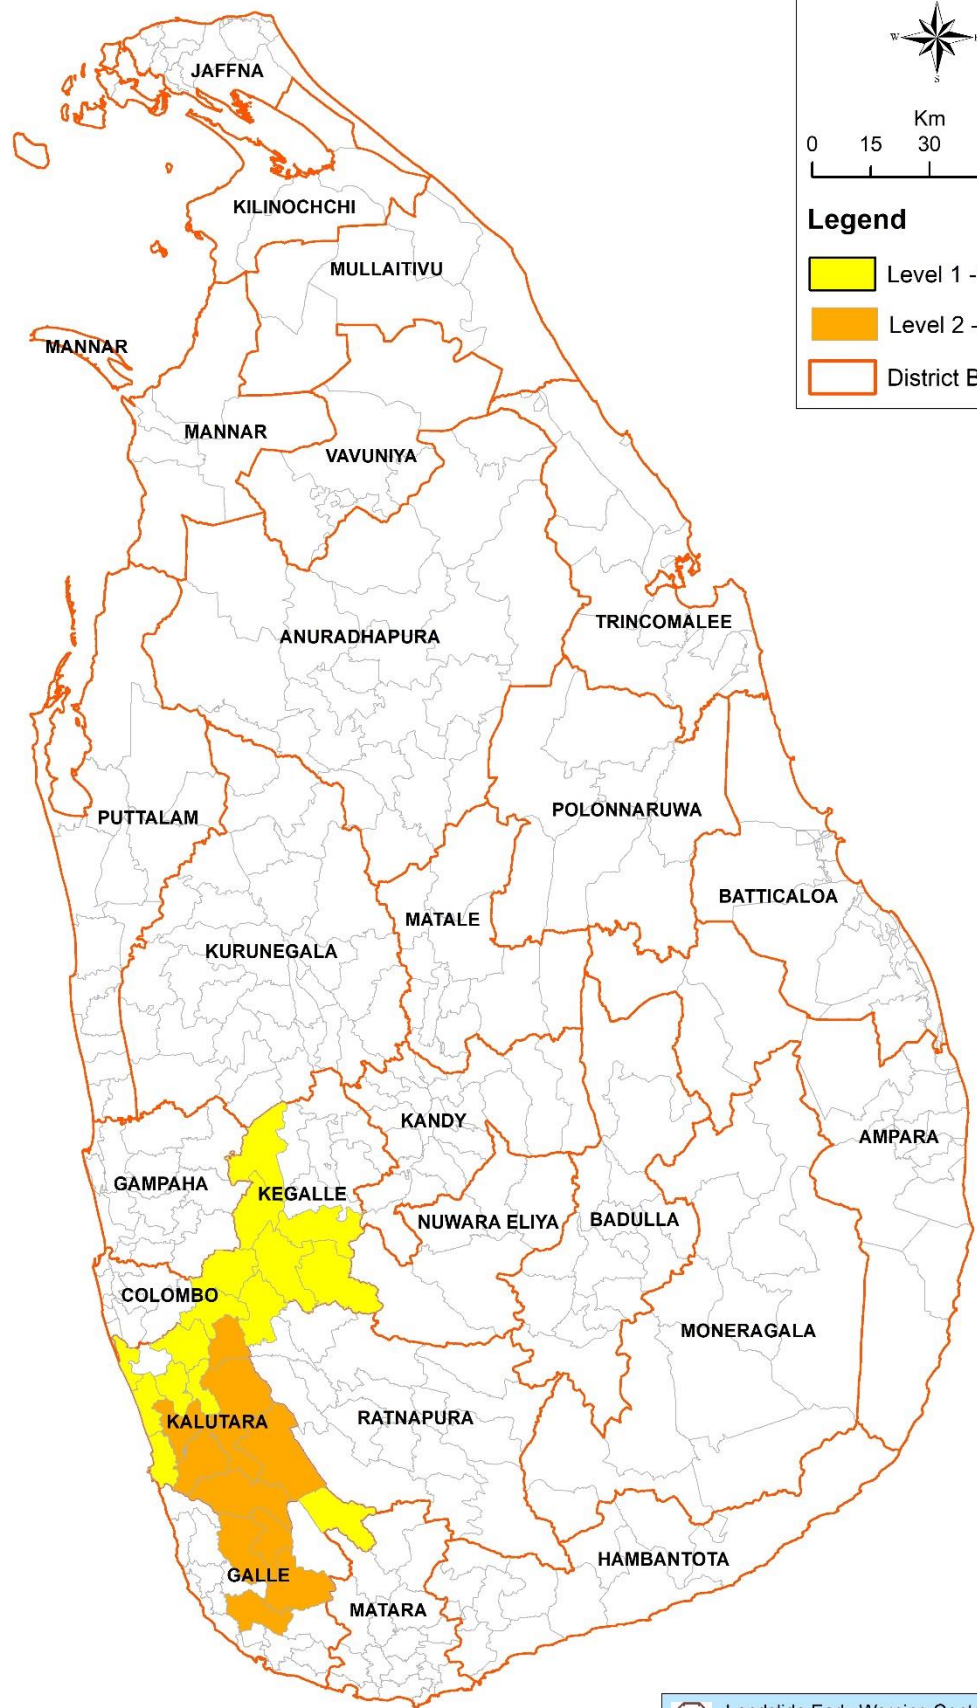 JAFFNA
W
S
Km
0 15 30
KILINOCHCHI
Legend
MULLAITIVU
Level 1 -
Level 2 -
MANNAR
District B
MANNAR
VAVUNIYA
TRINCOMALEE
ANURADHAPURA
POLONNARUWA
PUTTALAM
BATTICALOA
MATALE
KURUNEGALA
KANDY
AMPARA
GAMPAHA
KEGALLE
NUWARA ELIYA
BADULLA
COLOMBO
MONERAGALA
KALUTARA
RATNAPURA
HAMBANTOTA
GALLE
MATARA